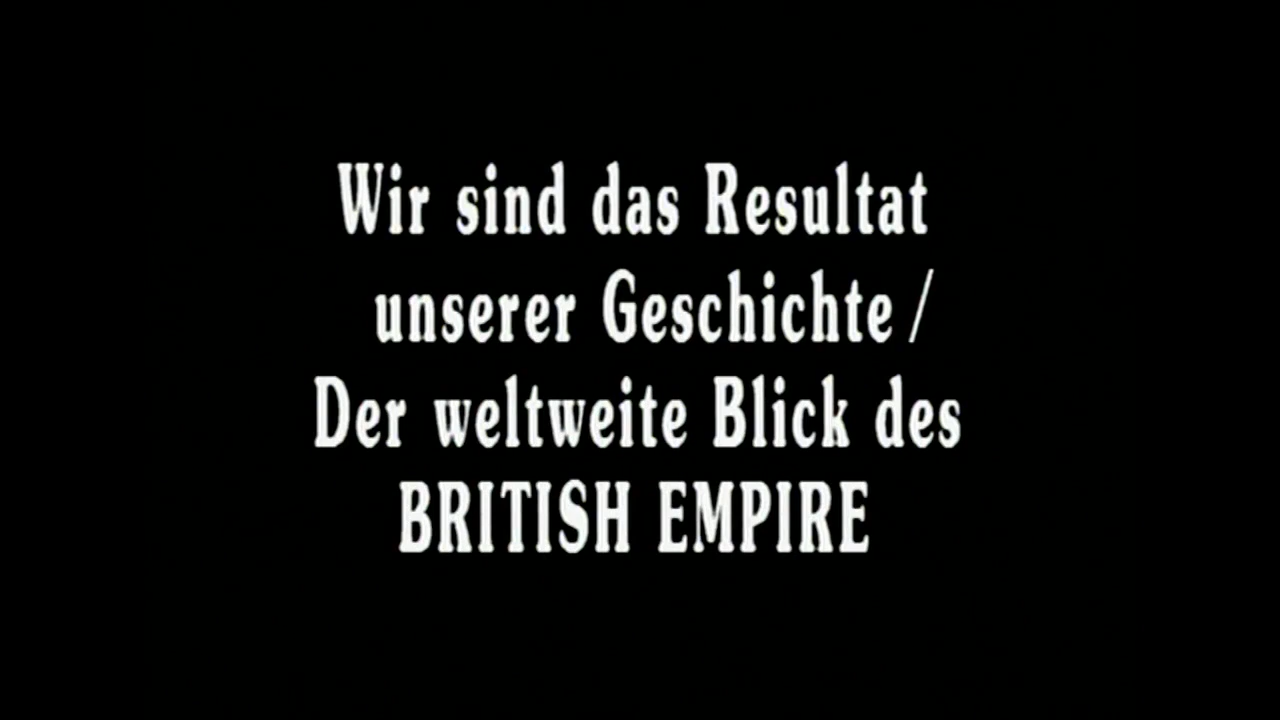 Wir sind das Resultat
unserer Geschichte /
Der weltweite Blick des
BRITISH EMPIRE